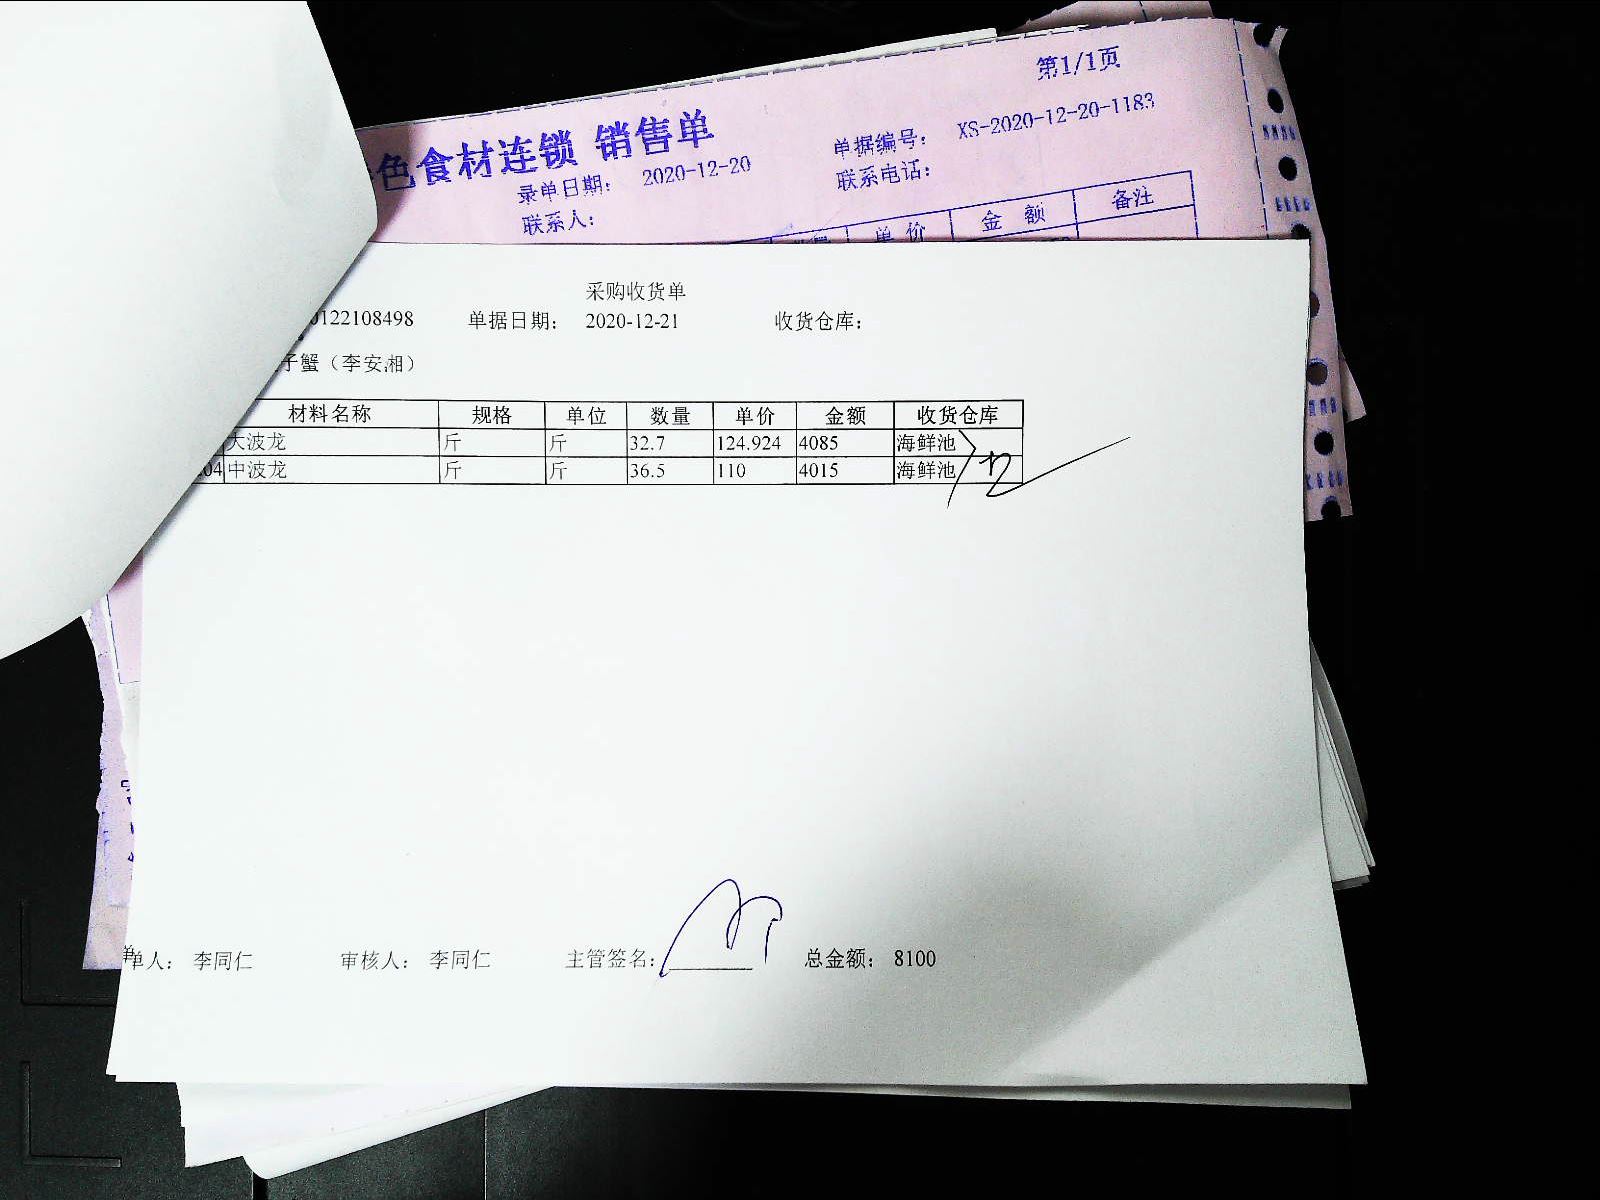 第1/1页
色食材连锁 销售单
录单日期: 2020-12-20 单据编号: XS-2020-12-20-1183
联系人: 联系电话:
单价 金额 备注
采购收货单
0122108498 单据日期: 2020-12-21 收货仓库:
子蟹（李安湘）
材料名称 规格 单位 数量 单价 金额 收货仓库
大波龙 斤 斤 32.7 124.924 4085 海鲜池
04 中波龙 斤 斤 36.5 110 4015 海鲜池
单人: 李同仁 审核人: 李同仁 主管签名: 总金额: 8100